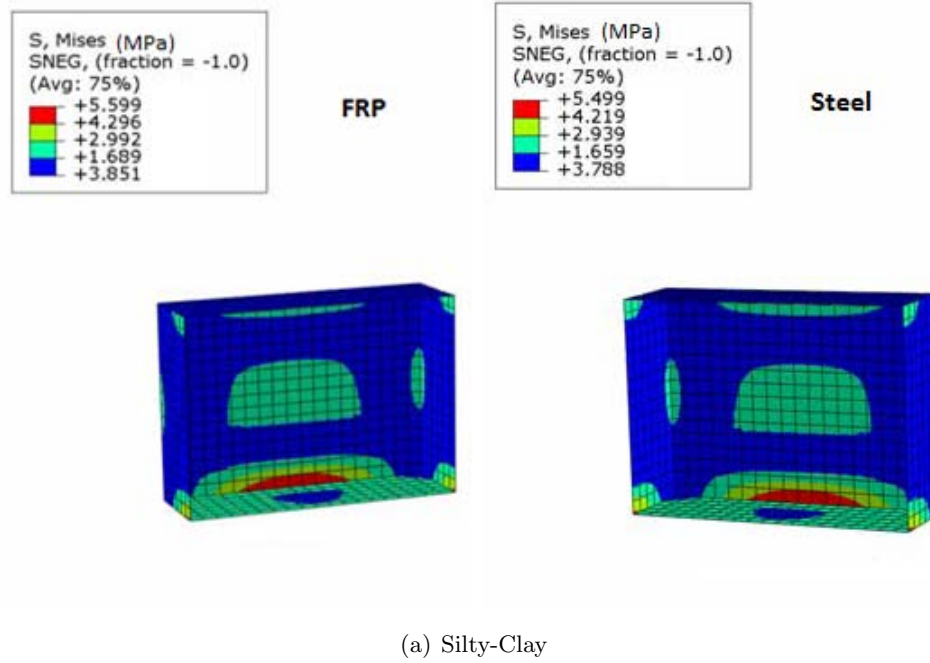 S, Mises (MPa)
SNEG, (fraction = -1.0)
(Avg: 75%)
+5.599
+4.296
+2.992
+1.689
+3.851
FRP
S, Mises (MPa)
SNEG, (fraction = -1.0)
(Avg: 75%)
+5.499
+4.219
+2.939
+1.659
+3.788
Steel
(a) Silty-Clay